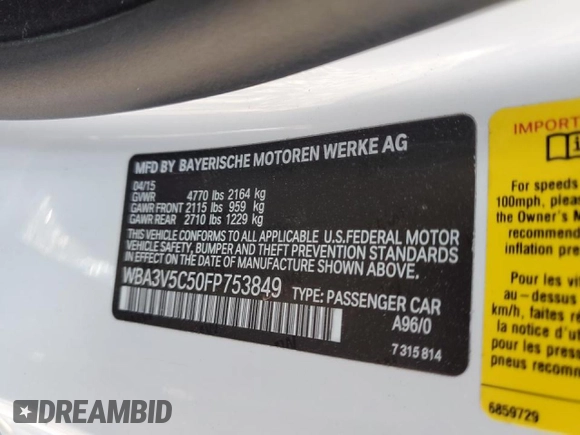 MFD BY BAYERISCHE MOTOREN WERKE AG
04/15
GVWR 4770 lbs 2164 kg
GAWR FRONT 2115 lbs 959 kg
GAWR REAR 2710 lbs 1229 kg
THIS VEHICLE CONFORMS TO ALL APPLICABLE U.S.FEDERAL MOTOR
VEHICLE SAFETY, BUMPER AND THEFT PREVENTION STANDARDS
IN EFFECT ON THE DATE OF MANUFACTURE SHOWN ABOVE.
WBA3V5C50FP753849 TYPE: PASSENGER CAR
A96/0
7 315 814
IMPORT
For speeds
100mph, plea
the Owner's M
recommend
inflation pre
Pour les vi
au-dessus
km/h, faites ré
la notice d'ut
pour les pres
pneus recomm
6859729
DREAMBID